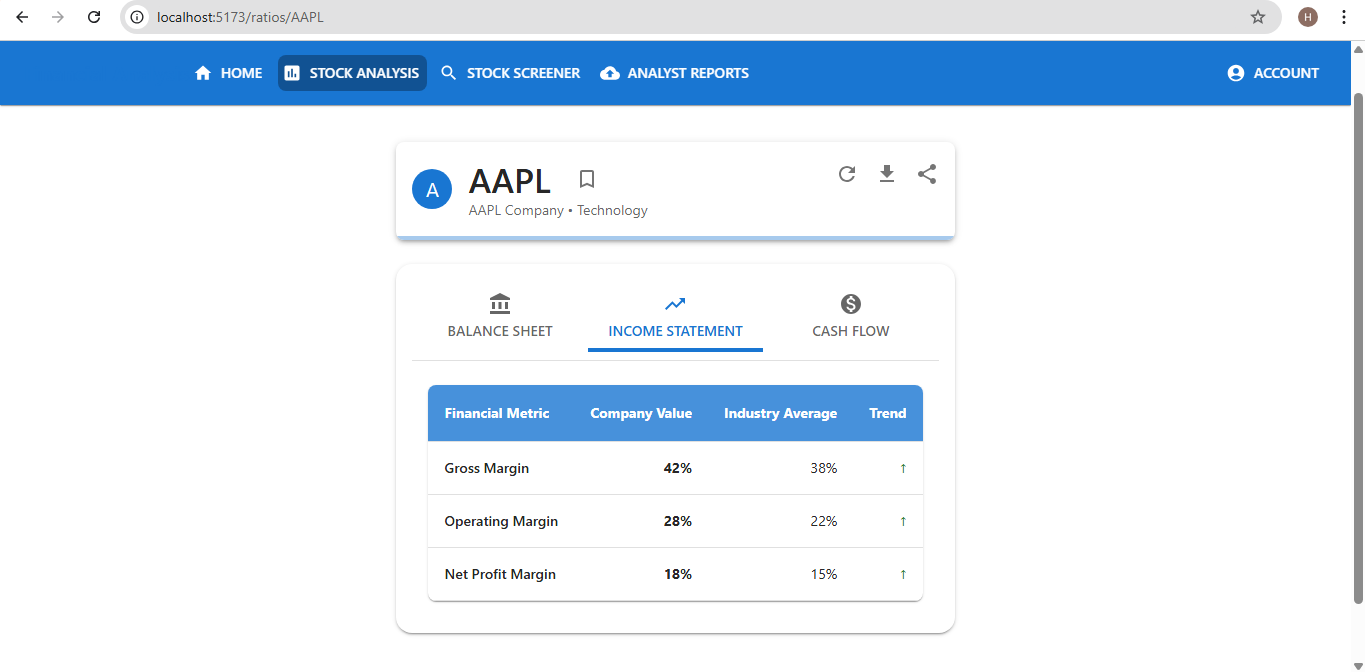 localhost:5173/ratios/AAPL
H
HOME STOCK ANALYSIS STOCK SCREENER ANALYST REPORTS ACCOUNT
A
AAPL
AAPL Company • Technology
BALANCE SHEET INCOME STATEMENT CASH FLOW
Financial Metric Company Value Industry Average Trend
Gross Margin 42% 38% ↑
Operating Margin 28% 22% ↑
Net Profit Margin 18% 15% ↑